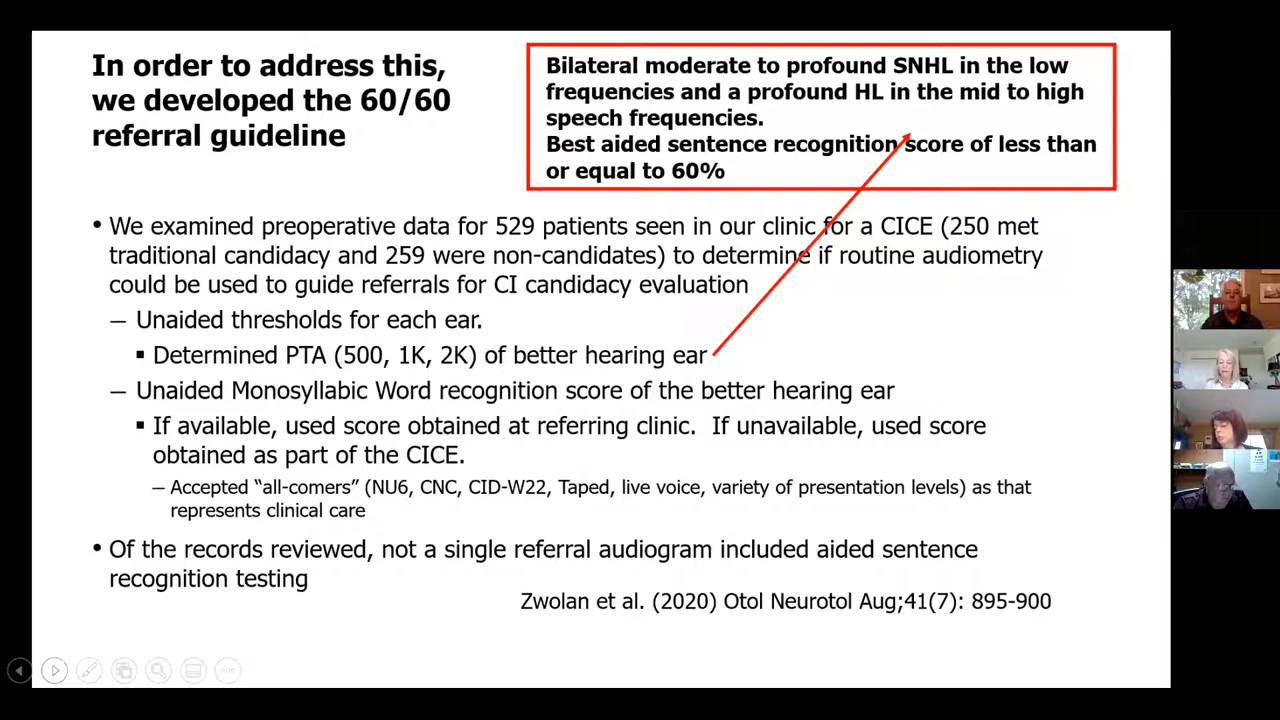 In order to address this,
we developed the 60/60
referral guideline
Bilateral moderate to profound SNHL in the low
frequencies and a profound HL in the mid to high
speech frequencies.
Best aided sentence recognition score of less than
or equal to 60%
• We examined preoperative data for 529 patients seen in our clinic for a CICE (250 met
traditional candidacy and 259 were non-candidates) to determine if routine audiometry
could be used to guide referrals for CI candidacy evaluation
– Unaided thresholds for each ear.
▪ Determined PTA (500, 1K, 2K) of better hearing ear
– Unaided Monosyllabic Word recognition score of the better hearing ear
▪ If available, used score obtained at referring clinic. If unavailable, used score
obtained as part of the CICE.
– Accepted “all-comers” (NU6, CNC, CID-W22, Taped, live voice, variety of presentation levels) as that
represents clinical care
• Of the records reviewed, not a single referral audiogram included aided sentence
recognition testing
Zwolan et al. (2020) Otol Neurotol Aug;41(7): 895-900